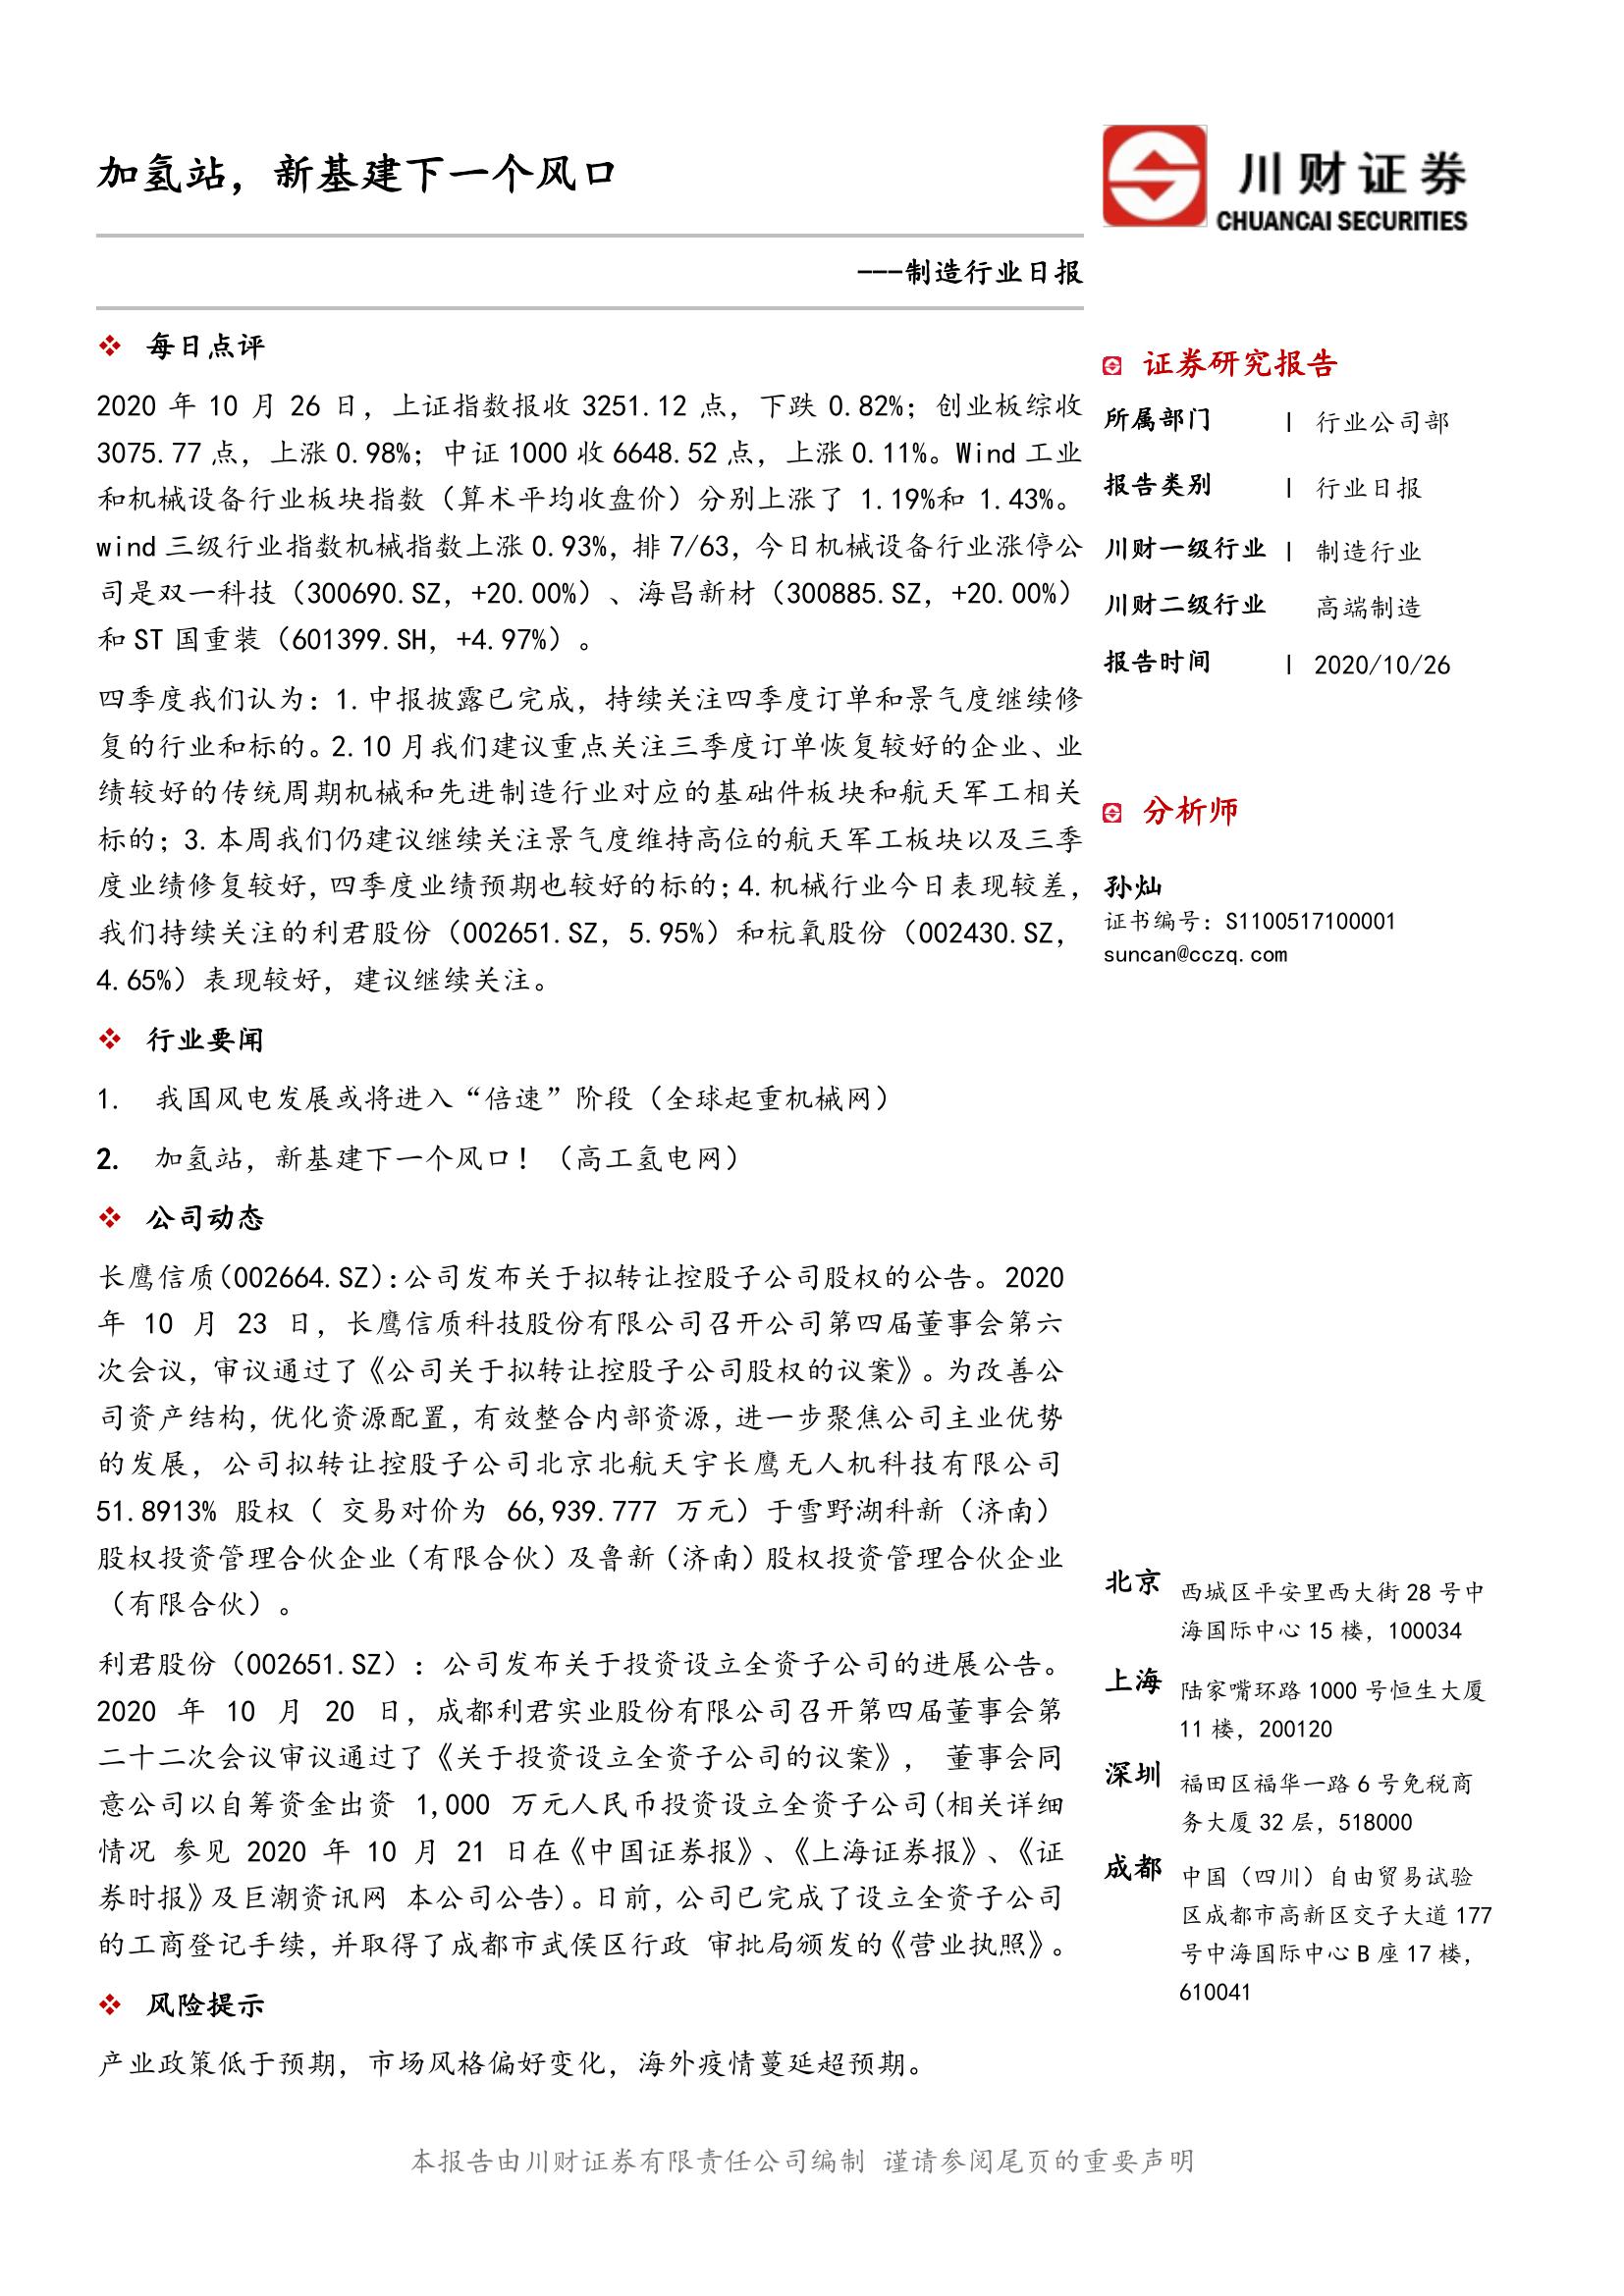 加氢站，新基建下一个风口
川财证券
CHUANCAI SECURITIES
---制造行业日报
每日点评
2020 年 10 月 26 日，上证指数报收 3251.12 点，下跌 0.82%；创业板综收
3075.77 点，上涨 0.98%；中证 1000 收 6648.52 点，上涨 0.11%。Wind 工业
和机械设备行业板块指数（算术平均收盘价）分别上涨了 1.19%和 1.43%。
wind 三级行业指数机械指数上涨 0.93%，排 7/63，今日机械设备行业涨停公
司是双一科技（300690.SZ，+20.00%）、海昌新材（300885.SZ，+20.00%）
和 ST 国重装（601399.SH，+4.97%）。
四季度我们认为：1.中报披露已完成，持续关注四季度订单和景气度继续修
复的行业和标的。2.10 月我们建议重点关注三季度订单恢复较好的企业、业
绩较好的传统周期机械和先进制造行业对应的基础件板块和航天军工相关
标的；3.本周我们仍建议继续关注景气度维持高位的航天军工板块以及三季
度业绩修复较好，四季度业绩预期也较好的标的；4.机械行业今日表现较差，
我们持续关注的利君股份（002651.SZ，5.95%）和杭氧股份（002430.SZ，
4.65%）表现较好，建议继续关注。
行业要闻
1. 我国风电发展或将进入“倍速”阶段（全球起重机械网）
2. 加氢站，新基建下一个风口！（高工氢电网）
公司动态
长鹰信质（002664.SZ）：公司发布关于拟转让控股子公司股权的公告。2020
年 10 月 23 日，长鹰信质科技股份有限公司召开公司第四届董事会第六
次会议，审议通过了《公司关于拟转让控股子公司股权的议案》。为改善公
司资产结构，优化资源配置，有效整合内部资源，进一步聚焦公司主业优势
的发展，公司拟转让控股子公司北京北航天宇长鹰无人机科技有限公司
51.8913% 股权（ 交易对价为 66,939.777 万元）于雪野湖科新（济南）
股权投资管理合伙企业（有限合伙）及鲁新（济南）股权投资管理合伙企业
（有限合伙）。
利君股份（002651.SZ）：公司发布关于投资设立全资子公司的进展公告。
2020 年 10 月 20 日，成都利君实业股份有限公司召开第四届董事会第
二十二次会议审议通过了《关于投资设立全资子公司的议案》， 董事会同
意公司以自筹资金出资 1,000 万元人民币投资设立全资子公司(相关详细
情况 参见 2020 年 10 月 21 日在《中国证券报》、《上海证券报》、《证
券时报》及巨潮资讯网 本公司公告)。日前，公司已完成了设立全资子公司
的工商登记手续，并取得了成都市武侯区行政 审批局颁发的《营业执照》。
风险提示
产业政策低于预期，市场风格偏好变化，海外疫情蔓延超预期。
证券研究报告
所属部门 | 行业公司部
报告类别 | 行业日报
川财一级行业 | 制造行业
川财二级行业 高端制造
报告时间 | 2020/10/26
分析师
孙灿
证书编号：S1100517100001
suncan@cczq.com
北京 西城区平安里西大街 28 号中
海国际中心 15 楼，100034
上海 陆家嘴环路 1000 号恒生大厦
11 楼，200120
深圳 福田区福华一路 6 号免税商
务大厦 32 层，518000
成都 中国（四川）自由贸易试验
区成都市高新区交子大道 177
号中海国际中心 B 座 17 楼，
610041
本报告由川财证券有限责任公司编制 谨请参阅尾页的重要声明